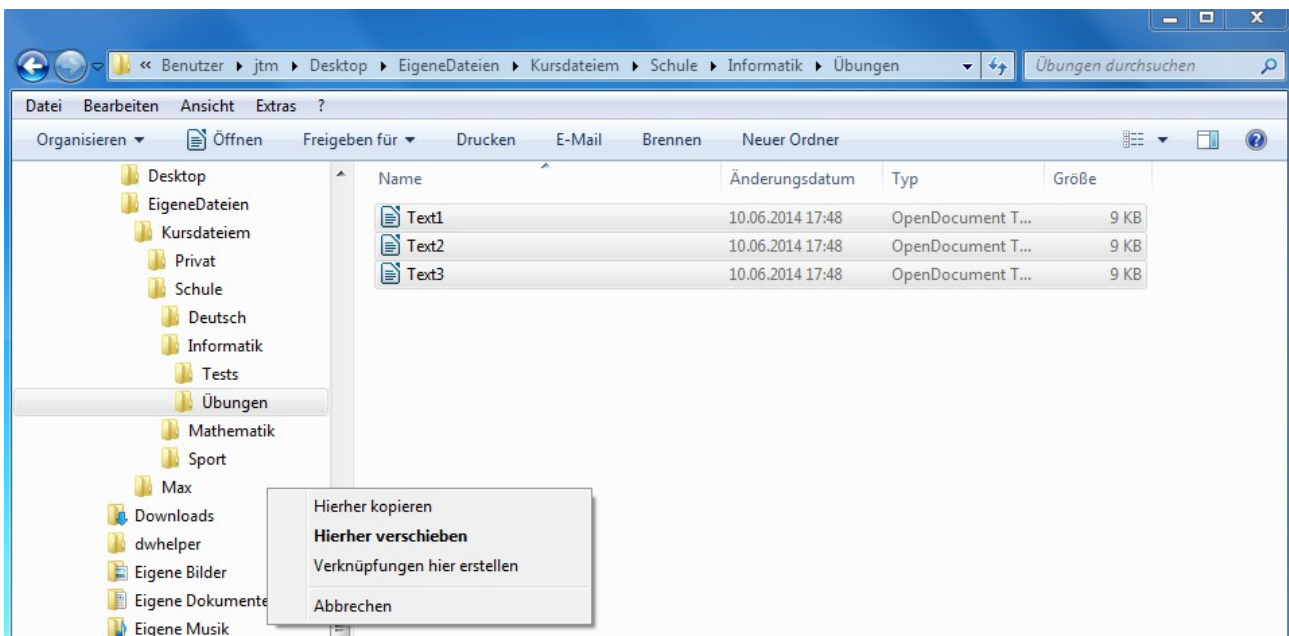 « Benutzer ▸ jtm ▸ Desktop ▸ EigeneDateien ▸ Kursdateiem ▸ Schule ▸ Informatik ▸ Übungen Übungen durchsuchen
Datei Bearbeiten Ansicht Extras ?
Organisieren Öffnen Freigeben für Drucken E-Mail Brennen Neuer Ordner
Name Änderungsdatum Typ Größe
Text1 10.06.2014 17:48 OpenDocument T... 9 KB
Text2 10.06.2014 17:48 OpenDocument T... 9 KB
Text3 10.06.2014 17:48 OpenDocument T... 9 KB
Desktop
EigeneDateien
Kursdateiem
Privat
Schule
Deutsch
Informatik
Tests
Übungen
Mathematik
Sport
Max
Downloads
dwhelper
Eigene Bilder
Eigene Dokumente
Eigene Musik
Hierher kopieren
Hierher verschieben
Verknüpfungen hier erstellen
Abbrechen